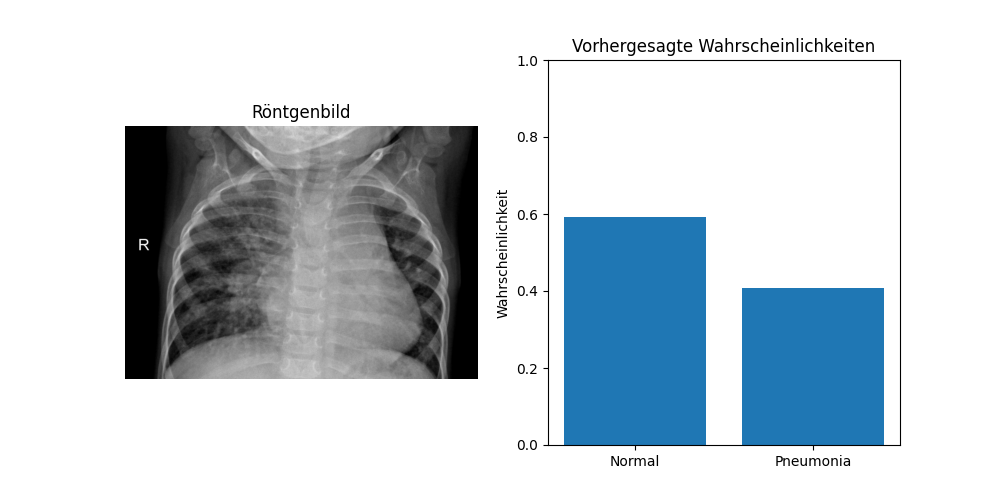 Röntgenbild
R
Vorhergesagte Wahrscheinlichkeiten
Wahrscheinlichkeit
1.0
0.8
0.6
0.4
0.2
0.0
Normal
Pneumonia